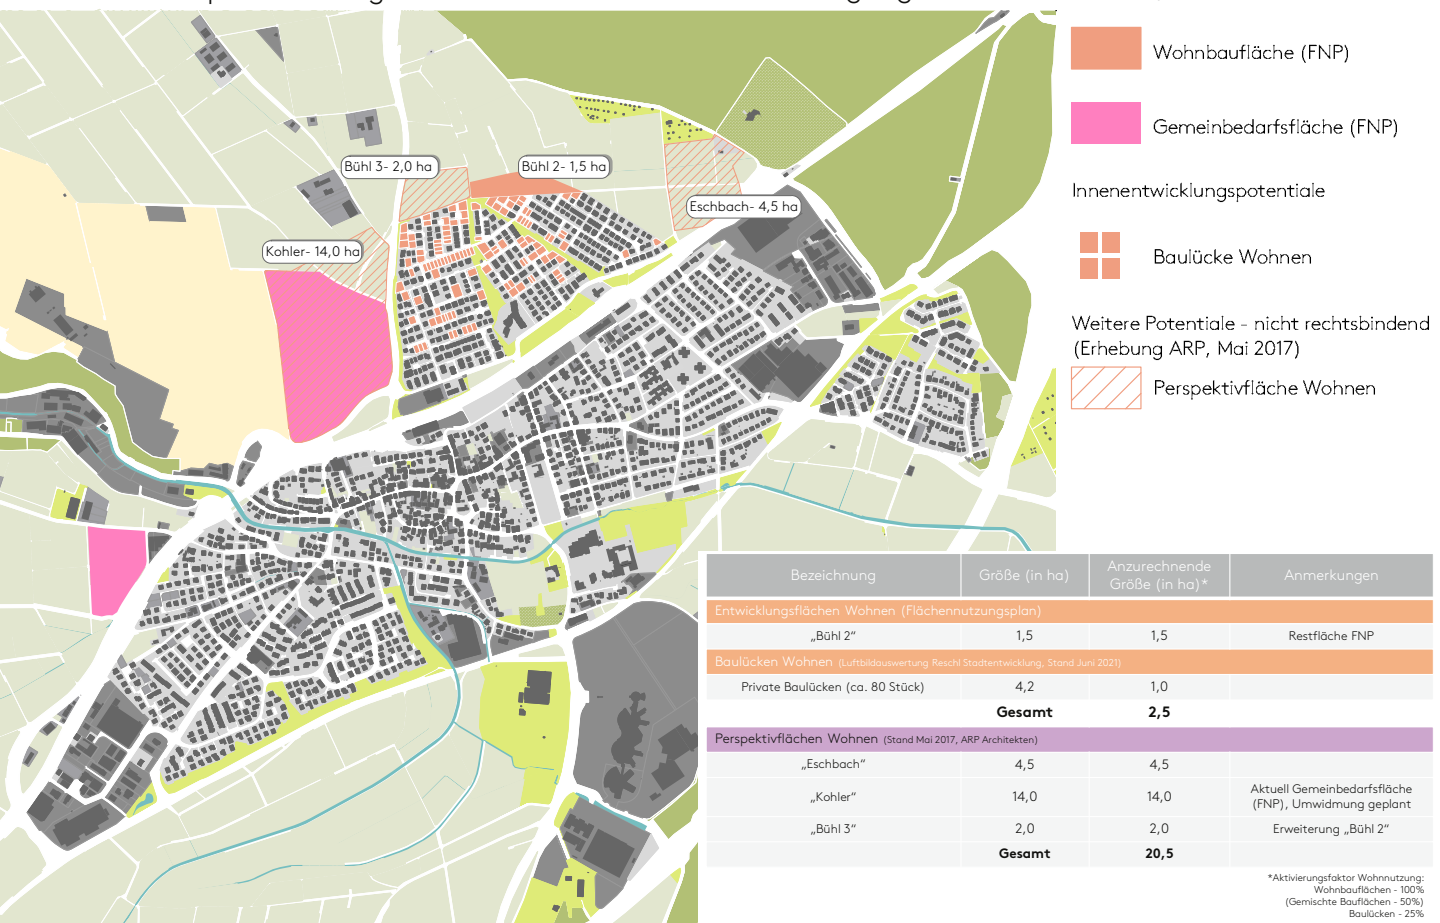 Wohnbaufläche (FNP)
Gemeinbedarfsfläche (FNP)
Innenentwicklungspotentiale
Baulücke Wohnen
Weitere Potentiale - nicht rechtsbindend
(Erhebung ARP, Mai 2017)
Perspektivfläche Wohnen
Bühl 3- 2,0 ha
Bühl 2- 1,5 ha
Eschbach- 4,5 ha
Kohler- 14,0 ha
Bezeichnung Größe (in ha) Anzurechnende Größe (in ha)* Anmerkungen
Entwicklungsflächen Wohnen (Flächennutzungsplan)
„Bühl 2“ 1,5 1,5 Restfläche FNP
Baulücken Wohnen (Luftbildauswertung Reschl Stadtentwicklung, Stand Juni 2021)
Private Baulücken (ca. 80 Stück) 4,2 1,0
Gesamt 2,5
Perspektivflächen Wohnen (Stand Mai 2017, ARP Architekten)
„Eschbach“ 4,5 4,5
„Kohler“ 14,0 14,0 Aktuell Gemeinbedarfsfläche
(FNP), Umwidmung geplant
„Bühl 3“ 2,0 2,0 Erweiterung „Bühl 2“
Gesamt 20,5
*Aktivierungsfaktor Wohnnutzung:
Wohnbauflächen - 100%
(Gemischte Bauflächen - 50%)
Baulücken - 25%